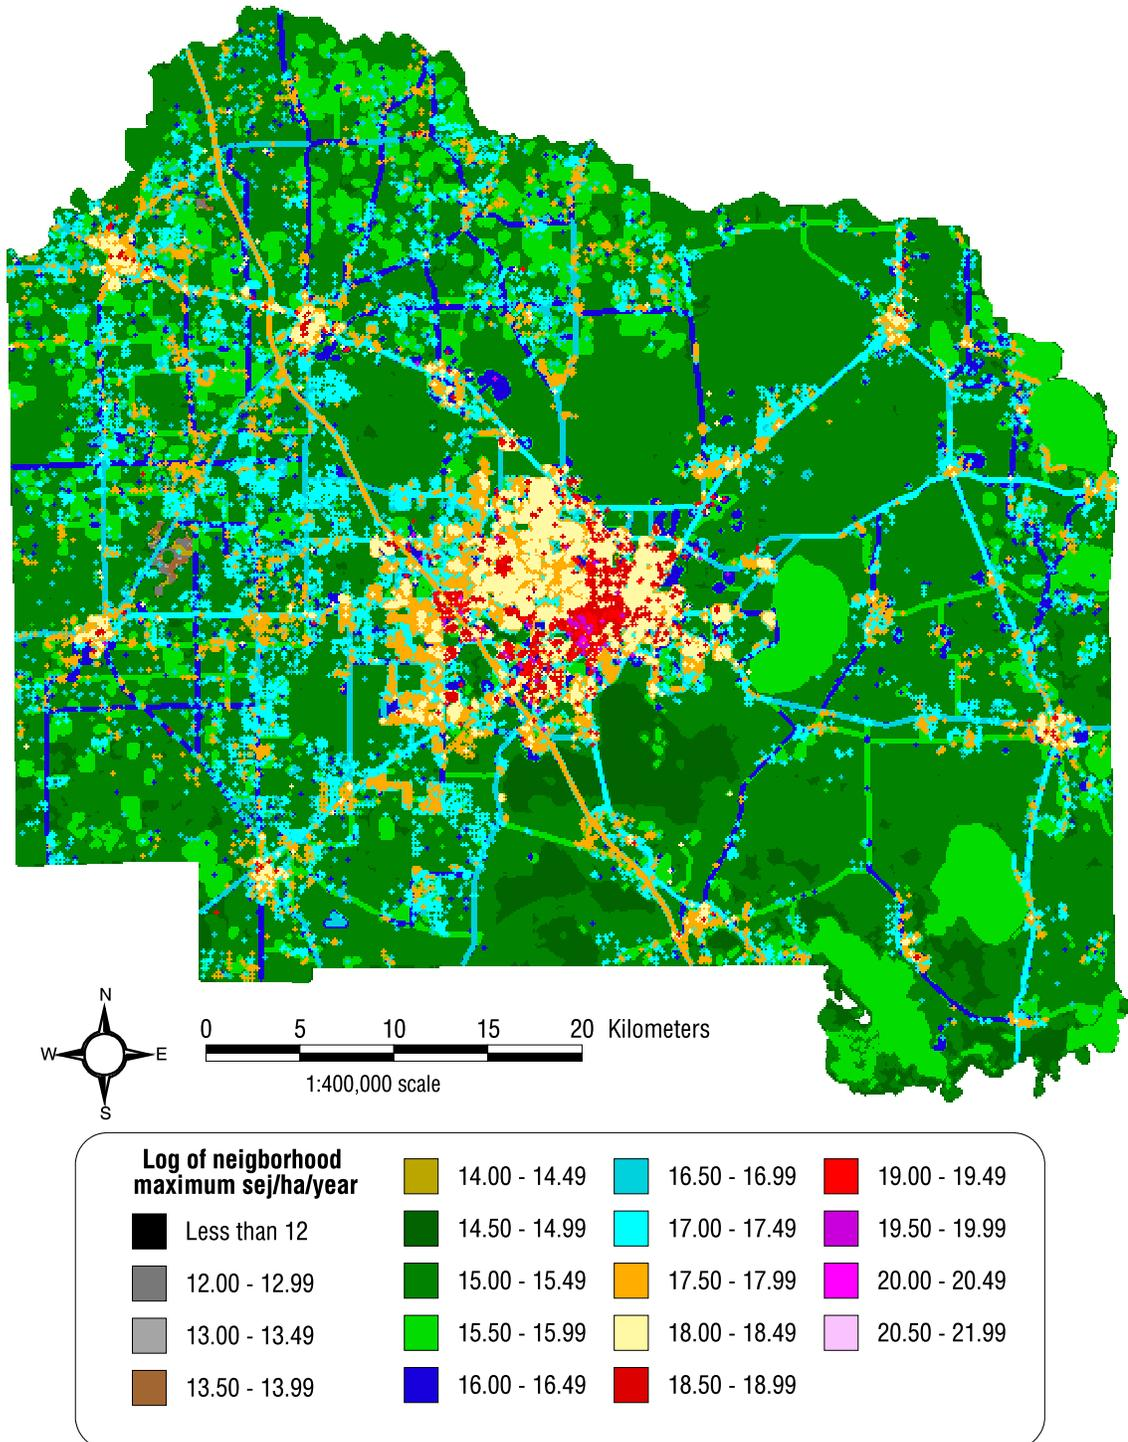 N
W E
S
0 5 10 15 20 Kilometers
1:400,000 scale
Log of neigborhood
maximum sej/ha/year
Less than 12
12.00 - 12.99
13.00 - 13.49
13.50 - 13.99
14.00 - 14.49
14.50 - 14.99
15.00 - 15.49
15.50 - 15.99
16.00 - 16.49
16.50 - 16.99
17.00 - 17.49
17.50 - 17.99
18.00 - 18.49
18.50 - 18.99
19.00 - 19.49
19.50 - 19.99
20.00 - 20.49
20.50 - 21.99